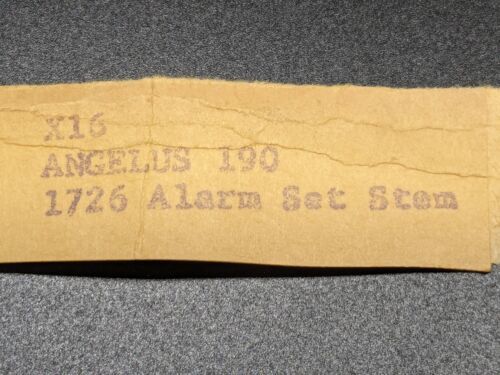 X16
ANGELUS 190
1726 Alarm Set Stem